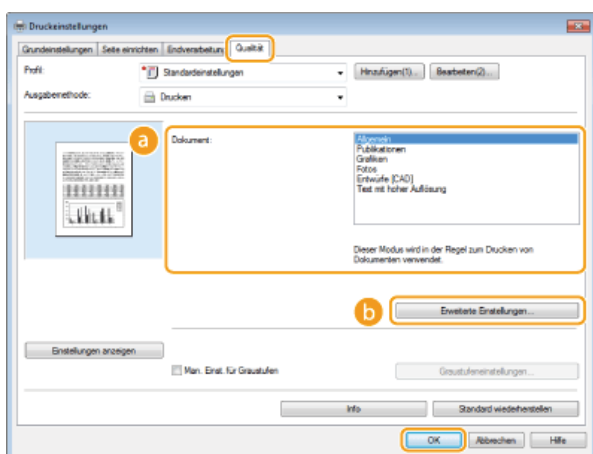 Druckeinstellungen
Grundeinstellungen Seite einrichten Endverarbeitung Qualität
Profil: Standardeinstellungen Hinzufügen(1)... Bearbeiten(2)...
Ausgabemethode: Drucken
a
Dokument:
Allgemein
Publikationen
Grafiken
Fotos
Entwürfe [CAD]
Text mit hoher Auflösung
Dieser Modus wird in der Regel zum Drucken von
Dokumenten verwendet.
b
Erweiterte Einstellungen...
Einstellungen anzeigen
Man. Einst. für Graustufen
Graustufeneinstellungen...
Info Standard wiederherstellen
OK Abbrechen Hilfe